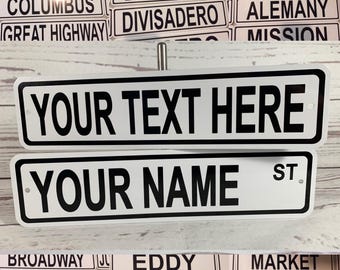 COLUMBUS
DIVISADERO
ALEMANY
GREAT HIGHWAY
MISSION
YOUR TEXT HERE
YOUR NAME ST
BROADWAY
EDDY
MARKET